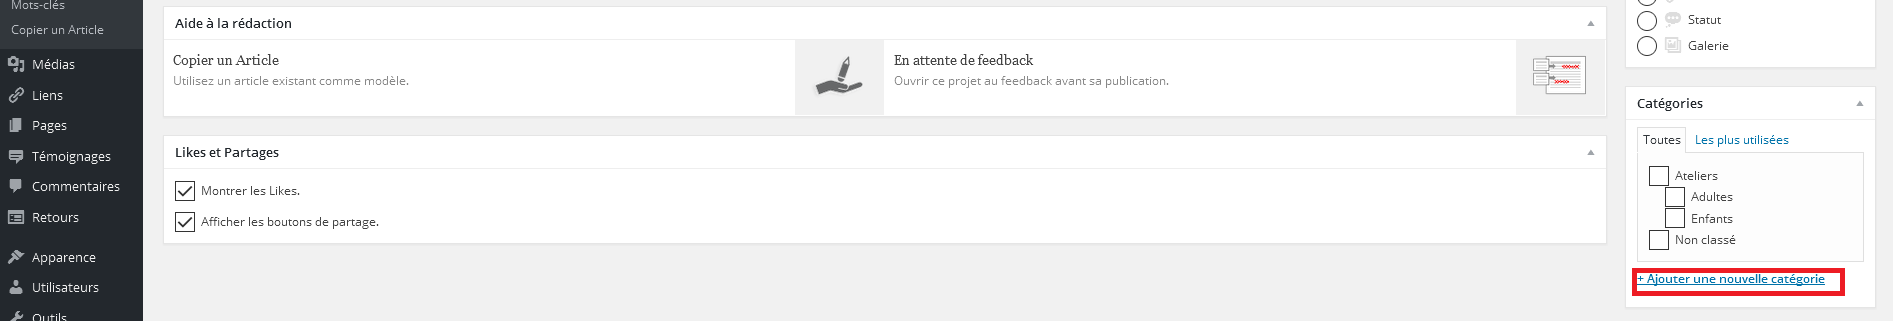 Mots-clés
Copier un Article
Médias
Liens
Pages
Témoignages
Commentaires
Retours
Apparence
Utilisateurs
Outils
Aide à la rédaction
Copier un Article
Utilisez un article existant comme modèle.
En attente de feedback
Ouvrir ce projet au feedback avant sa publication.
Likes et Partages
Montrer les Likes.
Afficher les boutons de partage.
Statut
Galerie
Catégories
Toutes Les plus utilisées
Ateliers
Adultes
Enfants
Non classé
+ Ajouter une nouvelle catégorie